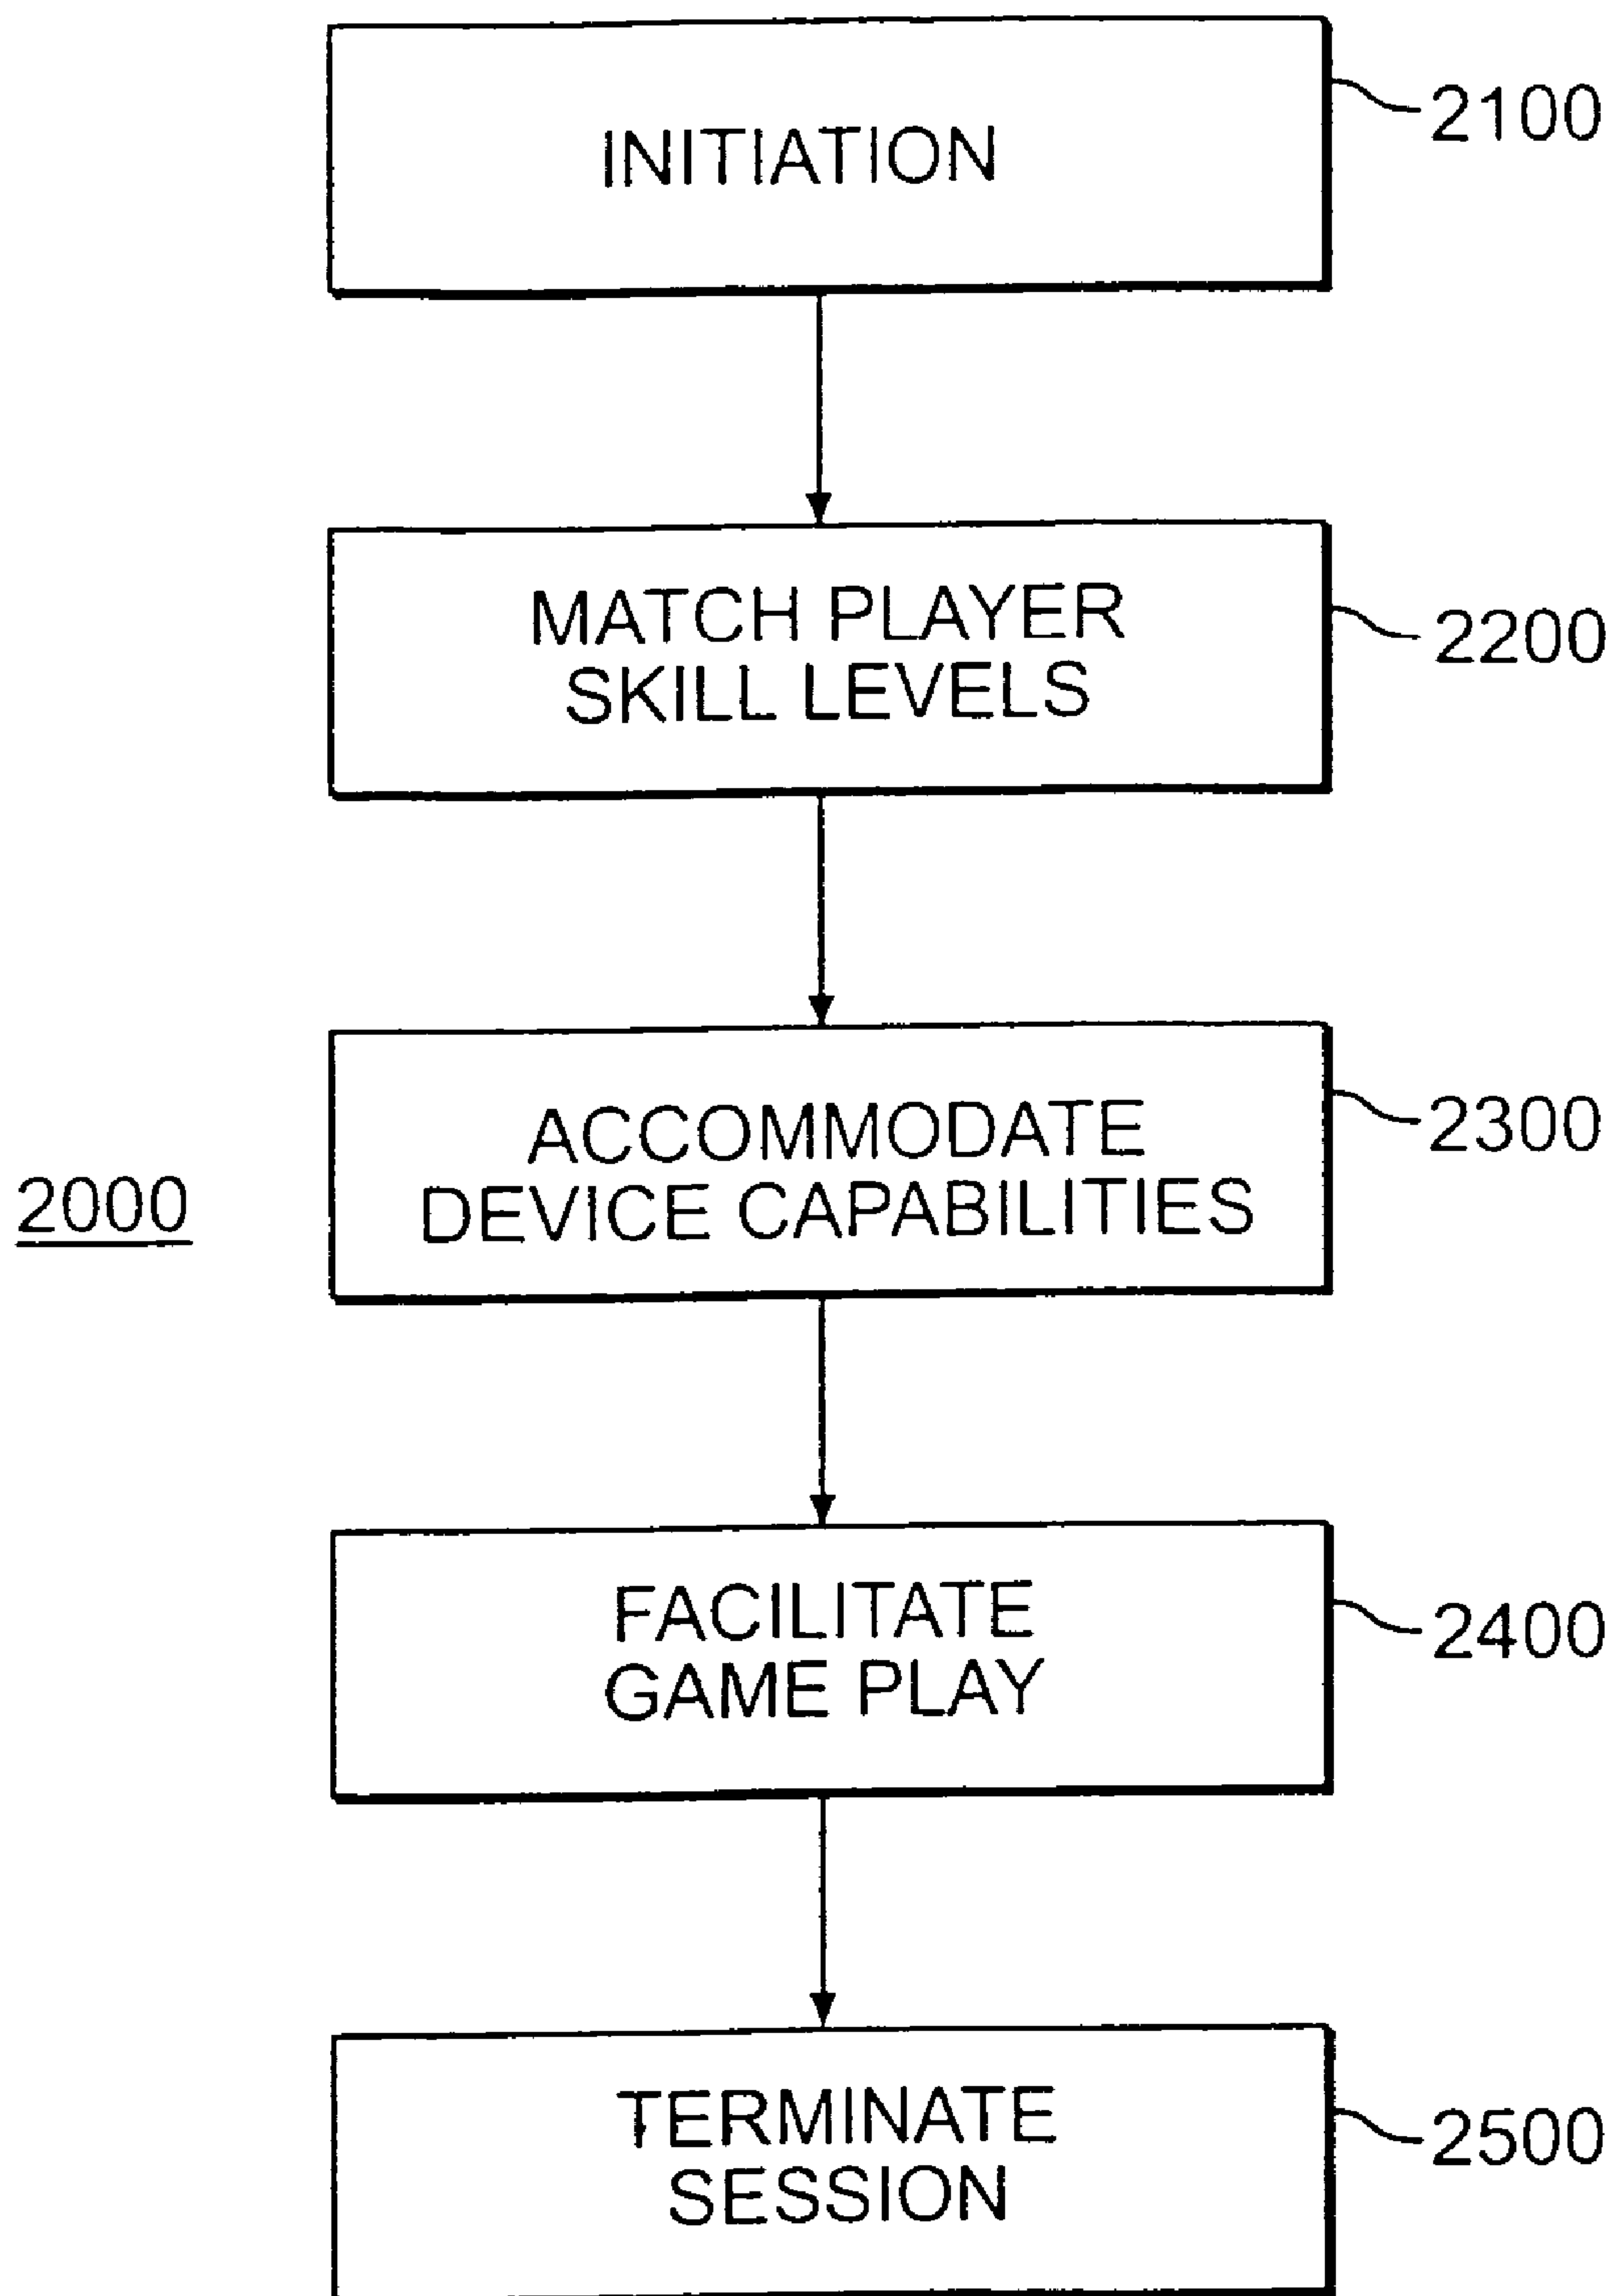 INITIATION
2100
MATCH PLAYER
SKILL LEVELS
2200
ACCOMMODATE
DEVICE CAPABILITIES
2300
2000
FACILITATE
GAME PLAY
2400
TERMINATE
SESSION
2500